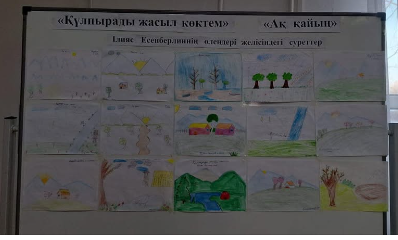 «Құлпырады жасыл көктем» «Ақ қайың»
Ілияс Есенберлиннің өлеңдері желісіндегі суреттер